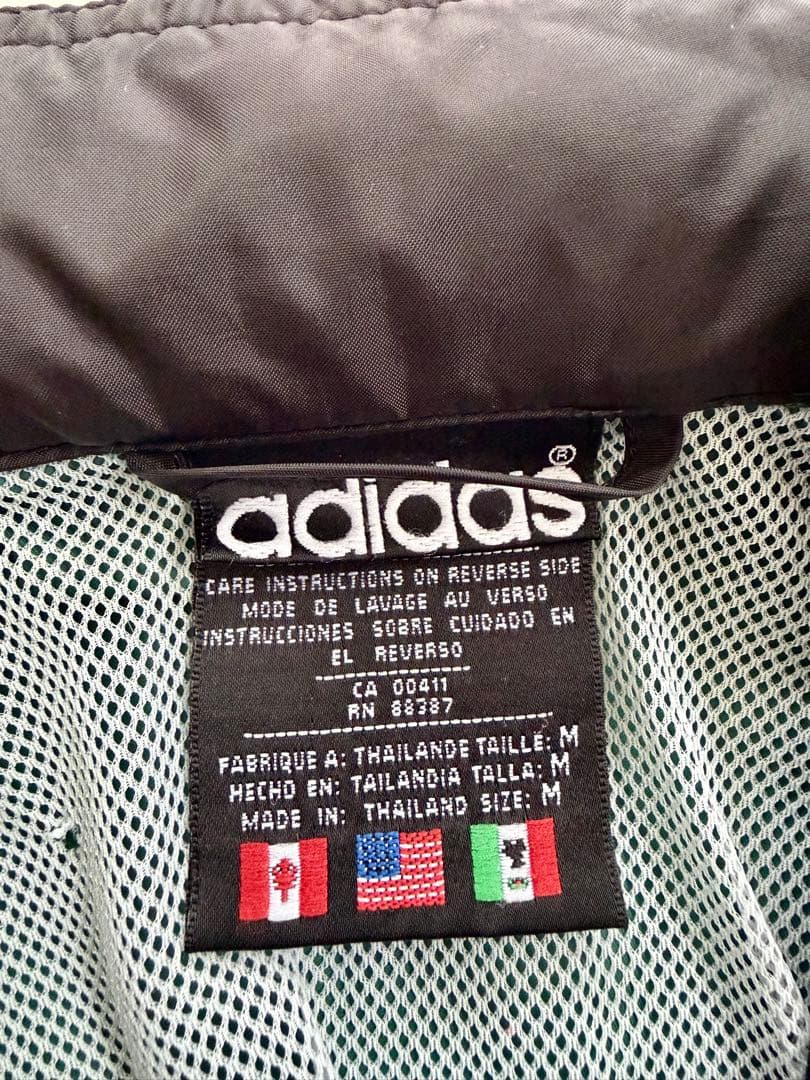 adidas®
CARE INSTRUCTIONS ON REVERSE SIDE
MODE DE LAVAGE AU VERSO
INSTRUCCIONES SOBRE CUIDADO EN
EL REVERSO
CA 00411
RN 88387
FABRIQUE A: THAILANDE TAILLE: M
HECHO EN: TAILANDIA TALLA: M
MADE IN: THAILAND SIZE: M